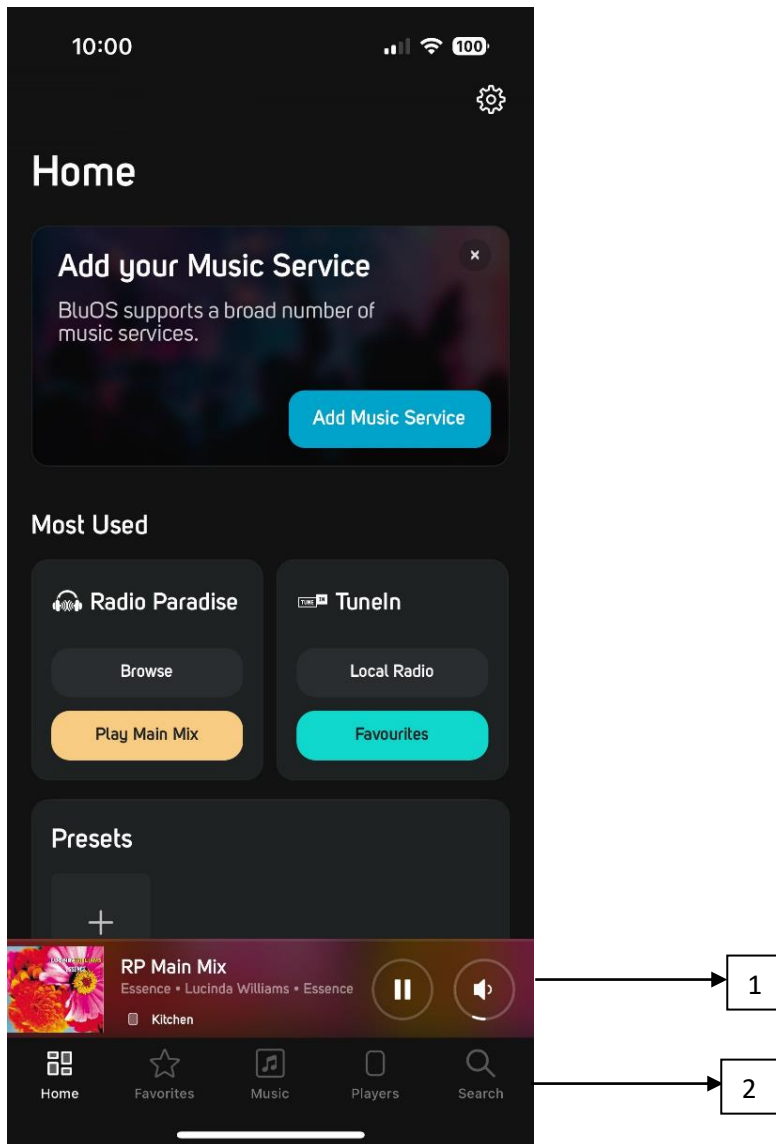 10:00
100
Home
Add your Music Service
BluOS supports a broad number of
music services.
Add Music Service
Most Used
Radio Paradise
TUNE IN TuneIn
Browse
Local Radio
Play Main Mix
Favourites
Presets
RP Main Mix
Essence • Lucinda Williams • Essence
Kitchen
1
Home
Favorites
Music
Players
Search
2